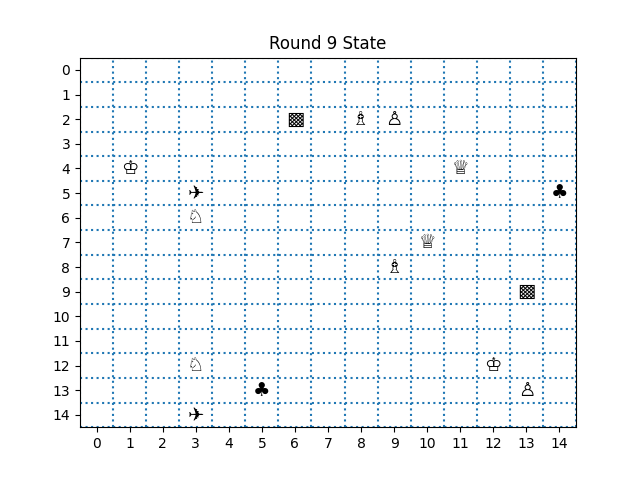 Round 9 State
0
1
2 ▩ ♗ ♙
3
4 ♔ ♕
5 ✈ ♣
6 ♘
7 ♕
8 ♗
9 ▩
10
11
12 ♘ ♔
13 ♣ ♙
14 ✈
0 1 2 3 4 5 6 7 8 9 10 11 12 13 14